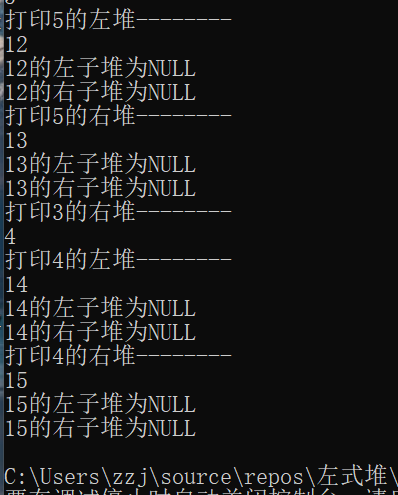 打印5的左堆--------
12
12的左子堆为NULL
12的右子堆为NULL
打印5的右堆--------
13
13的左子堆为NULL
13的右子堆为NULL
打印3的右堆--------
4
打印4的左堆--------
14
14的左子堆为NULL
14的右子堆为NULL
打印4的右堆--------
15
15的左子堆为NULL
15的右子堆为NULL
C:\Users\zzj\source\repos\左式堆\